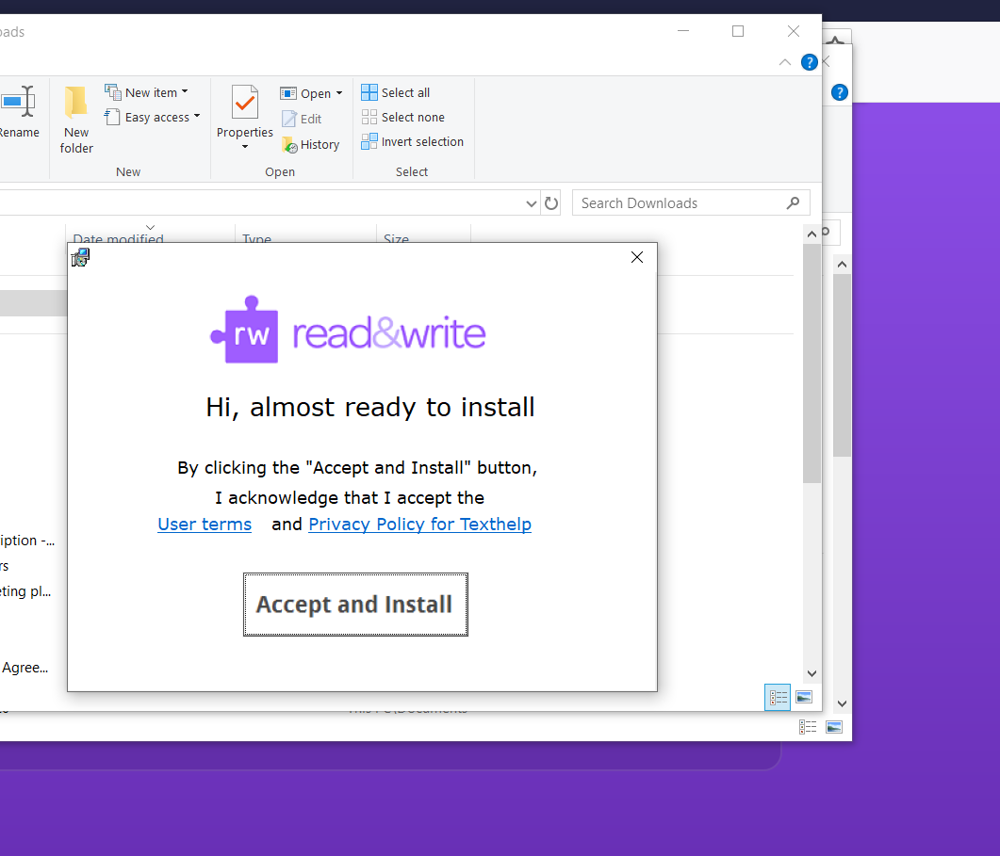 oads
Rename
New folder
New item
Easy access
New
Properties
Open
Edit
History
Open
Select all
Select none
Invert selection
Select
Search Downloads
Date modified
Type
Size
rw read&write
Hi, almost ready to install
By clicking the "Accept and Install" button,
I acknowledge that I accept the
User terms and Privacy Policy for Texthelp
Accept and Install
iption -...
rs
eting pl...
Agree...
This PC\Documents